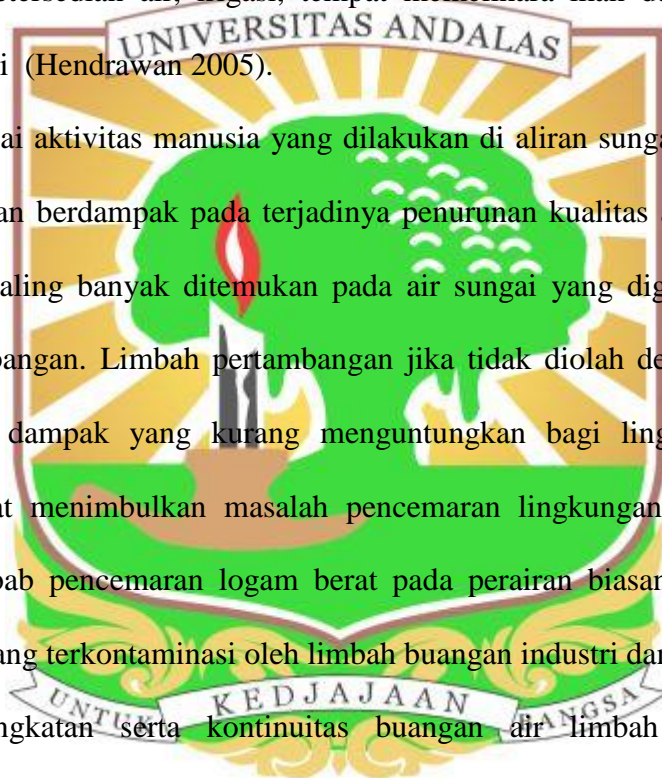 UNIVERSITAS ANDALAS
i (Hendrawan 2005).
ai aktivitas manusia yang dilakukan di aliran sunga
an berdampak pada terjadinya penurunan kualitas
aling banyak ditemukan pada air sungai yang dig
bangan. Limbah pertambangan jika tidak diolah de
dampak yang kurang menguntungkan bagi ling
at menimbulkan masalah pencemaran lingkungan
bab pencemaran logam berat pada perairan biasan
ang terkontaminasi oleh limbah buangan industri dan
UNTUK KEDJAJAAN BANGSA
ngkatan serta kontinuitas buangan air limbah